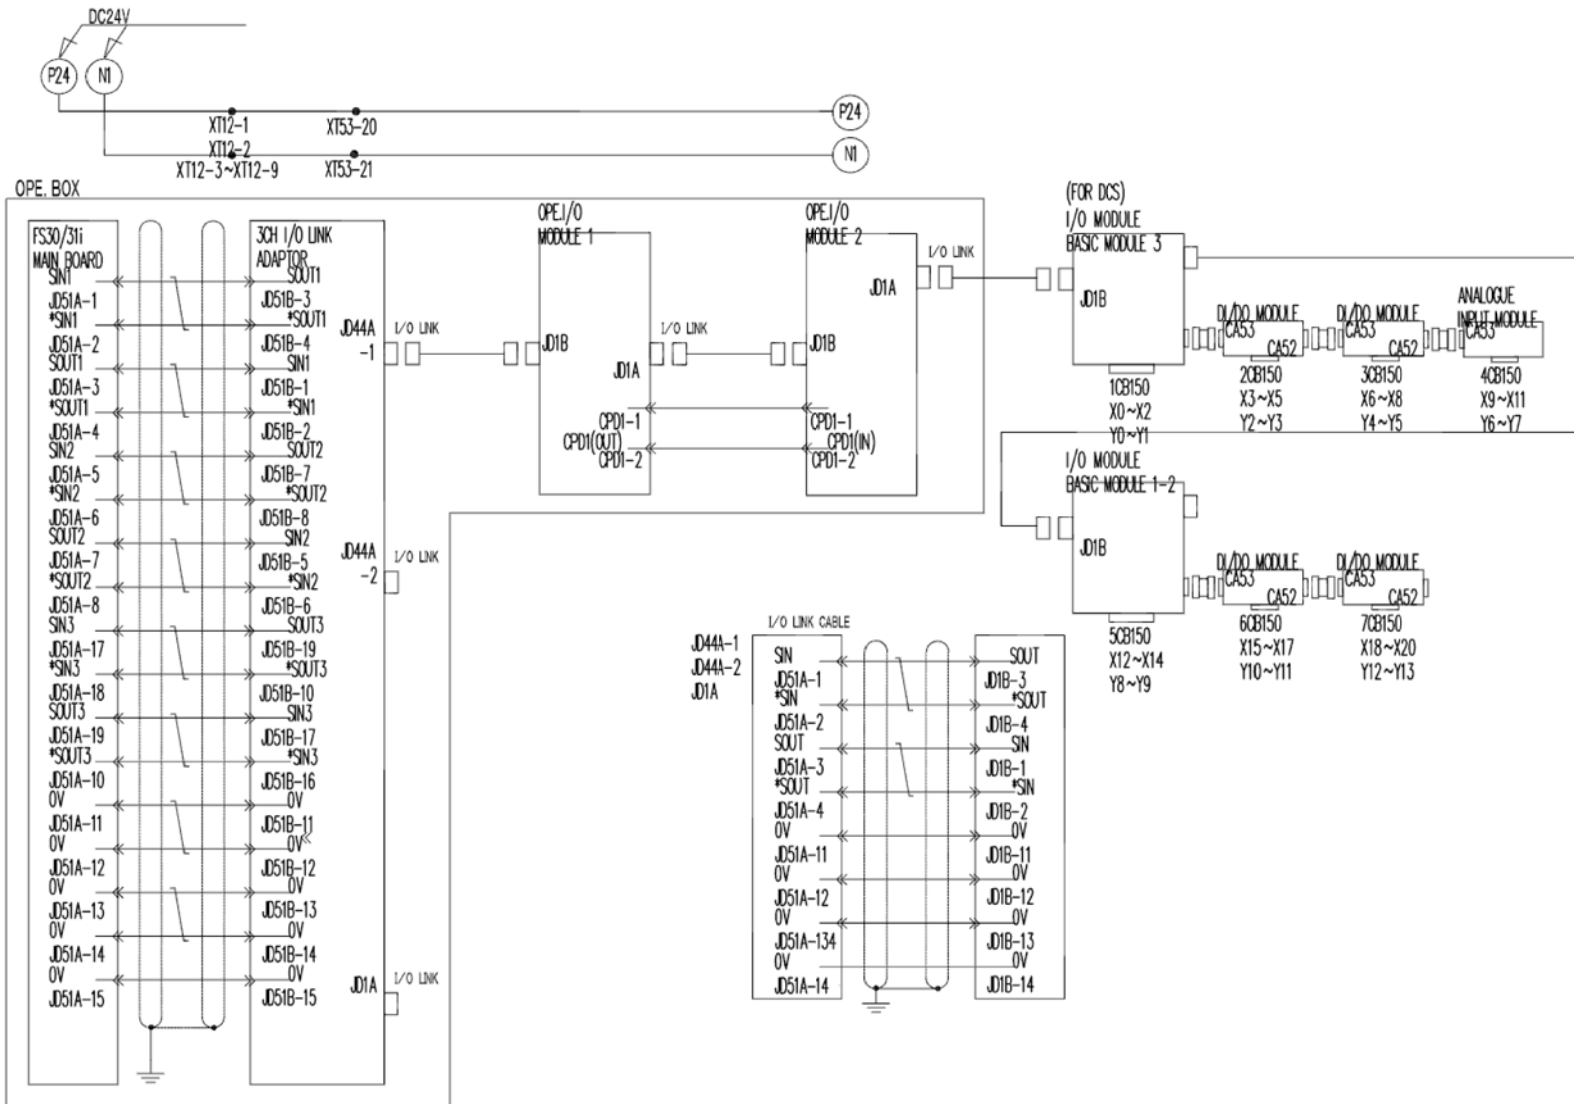 DC24V
P24
N1
XT12-1
XT53-20
P24
XT12-2
XT12-3~XT12-9
XT53-21
N1
OPE. BOX
FS30/31i
MAIN BOARD
SIN1
JD51A-1
*SIN1
JD51A-2
SOUT1
JD51A-3
*SOUT1
JD51A-4
SIN2
JD51A-5
*SIN2
JD51A-6
SOUT2
JD51A-7
*SOUT2
JD51A-8
SIN3
JD51A-17
*SIN3
JD51A-18
SOUT3
JD51A-19
*SOUT3
JD51A-10
0V
JD51A-11
0V
JD51A-12
0V
JD51A-13
0V
JD51A-14
0V
JD51A-15
3CH I/O LINK
ADAPTOR
SOUT1
JD51B-3
*SOUT1
JD51B-4
SIN1
JD51B-1
*SIN1
JD51B-2
SOUT2
JD51B-7
*SOUT2
JD51B-8
SIN2
JD51B-5
*SIN2
JD51B-6
SOUT3
JD51B-19
*SOUT3
JD51B-10
SIN3
JD51B-17
*SIN3
JD51B-16
0V
JD51B-11
0V
JD51B-12
0V
JD51B-13
0V
JD51B-14
0V
JD51B-15
JD44A
-1
I/O LINK
JD44A
-2
I/O LINK
JD1A
I/O LINK
OPE.I/O
MODULE 1
JD1B
JD1A
I/O LINK
CPD1-1
CPD1(OUT)
CPD1-2
OPE.I/O
MODULE 2
JD1A
JD1B
CPD1-1
CPD1(IN)
CPD1-2
I/O LINK
(FOR DCS)
I/O MODULE
BASIC MODULE 3
JD1B
1CB150
X0~X2
Y0~Y1
DI/DO MODULE
CA53
CA52
2CB150
X3~X5
Y2~Y3
DI/DO MODULE
CA53
CA52
3CB150
X6~X8
Y4~Y5
ANALOGUE
INPUT MODULE
CA53
4CB150
X9~X11
Y6~Y7
I/O MODULE
BASIC MODULE 1-2
JD1B
5CB150
X12~X14
Y8~Y9
DI/DO MODULE
CA53
CA52
6CB150
X15~X17
Y10~Y11
DI/DO MODULE
CA53
CA52
7CB150
X18~X20
Y12~Y13
I/O LINK CABLE
JD44A-1
JD44A-2
JD1A
SIN
JD51A-1
*SIN
JD51A-2
SOUT
JD51A-3
*SOUT
JD51A-4
0V
JD51A-11
0V
JD51A-12
0V
JD51A-134
0V
JD51A-14
SOUT
JD1B-3
*SOUT
JD1B-4
SIN
JD1B-1
*SIN
JD1B-2
0V
JD1B-11
0V
JD1B-12
0V
JD1B-13
0V
JD1B-14